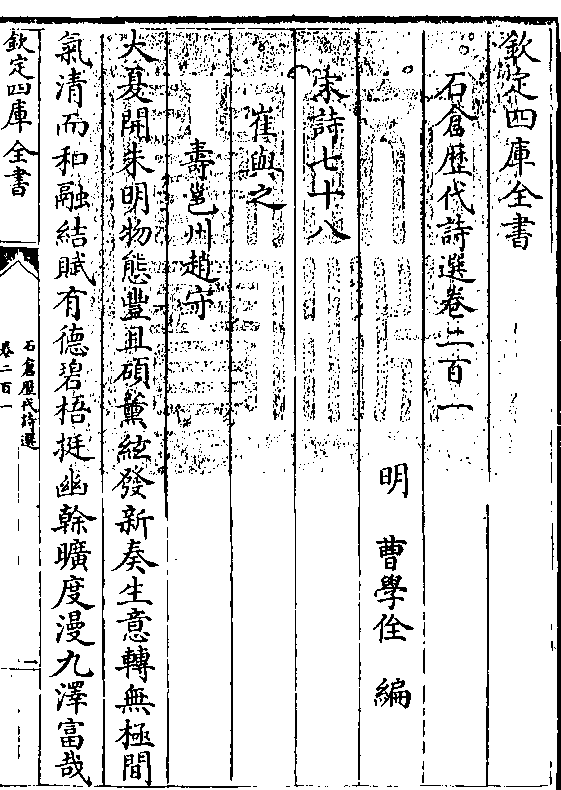 欽定四庫全書
石倉歷代詩選卷二百一
明 曹學佺 編
宋詩七十八
崔與之
壽邕州趙守
大夏開朱明物態豐且碩薰絃發新奏生意轉無極間
氣清而和融結賦有德碧梧挺幽榦曠度漫九澤富哉
欽定四庫全書
石倉歷代詩選
卷二百一
一